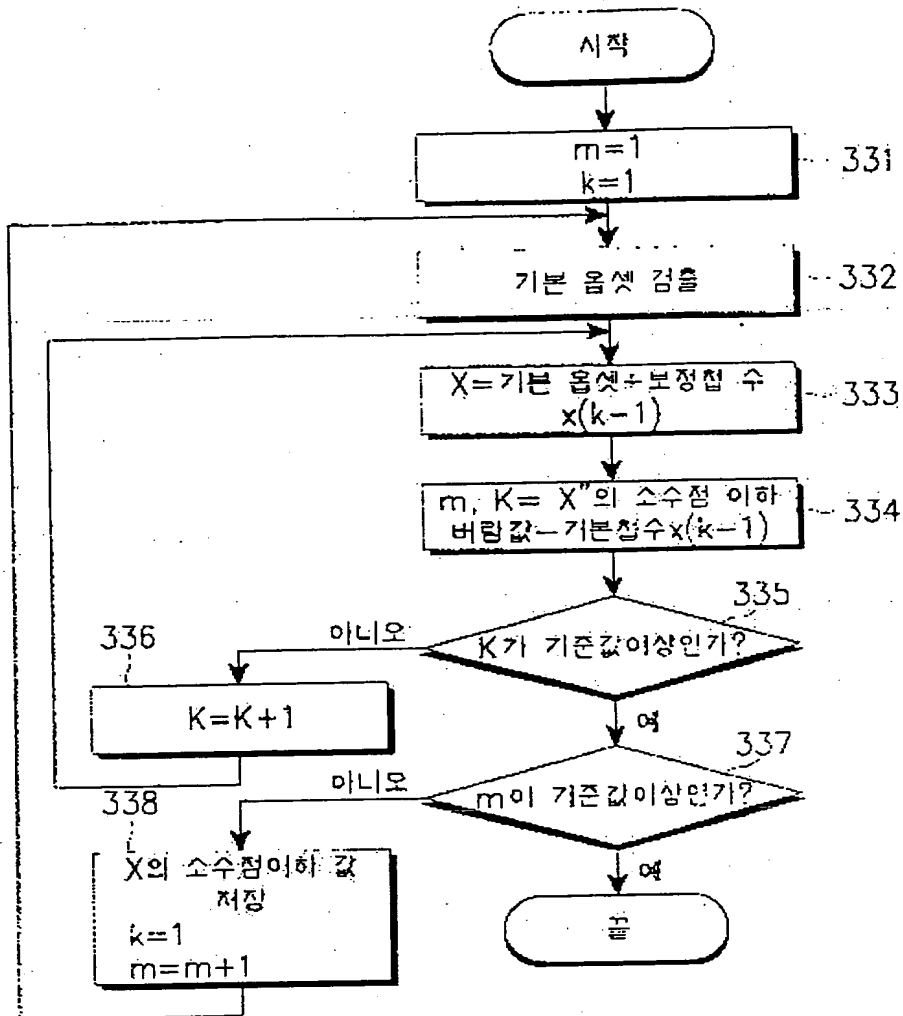 시작
m=1
k=1
331
기본 옵셋 검출
332
X=기본 옵셋÷보정첩 수
x(k-1)
333
m, K= X"의 소수점 이하
버림값-기본첩수x(k-1)
334
335
K가 기준값이상인가?
아니오
336
K=K+1
예
337
m이 기준값이상인가?
아니오
338
X의 소수점이하 값
저장
k=1
m=m+1
예
끝